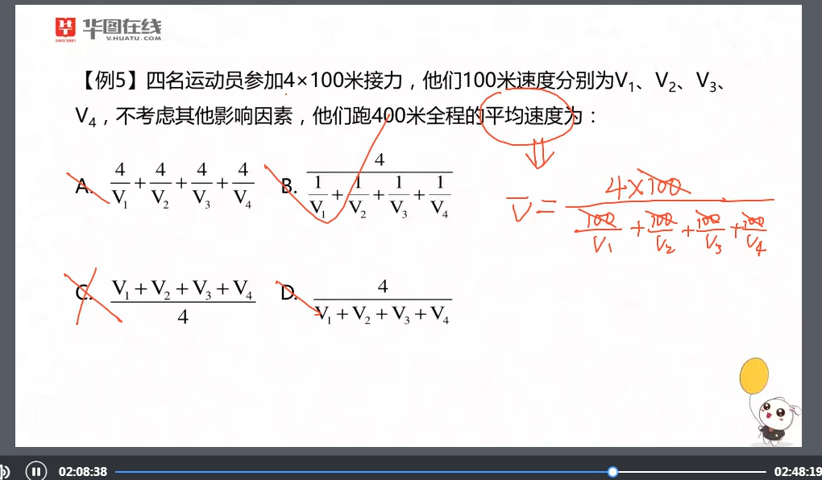 华图在线
V.HUATU.COM
【例5】四名运动员参加4×100米接力，他们100米速度分别为V₁、V₂、V₃、
V₄，不考虑其他影响因素，他们跑400米全程的平均速度为：
A. 4/V₁ + 4/V₂ + 4/V₃ + 4/V₄
B. 4/(1/V₁ + 1/V₂ + 1/V₃ + 1/V₄)
V̄ = (4×100)/(100/V₁ + 100/V₂ + 100/V₃ + 100/V₄)
C. (V₁ + V₂ + V₃ + V₄)/4
D. 4/(V₁ + V₂ + V₃ + V₄)
02:08:38
02:48:19